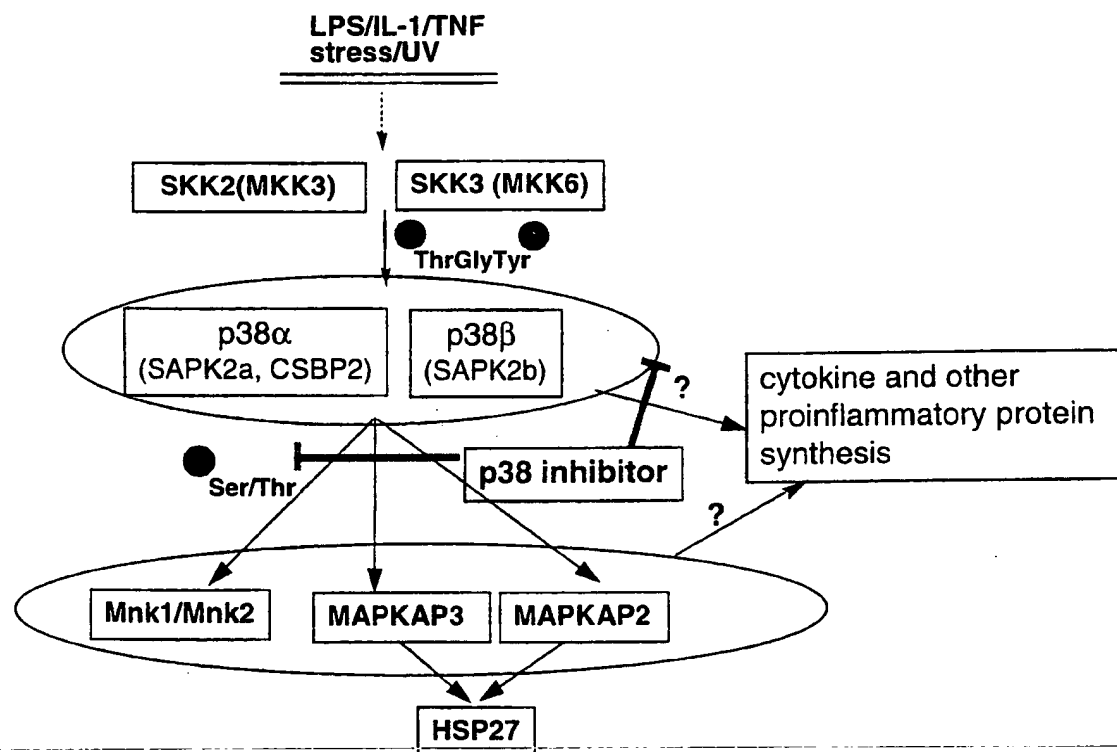 LPS/IL-1/TNF
stress/UV
SKK2(MKK3)
SKK3 (MKK6)
ThrGlyTyr
p38α
(SAPK2a, CSBP2)
p38β
(SAPK2b)
?
cytokine and other
proinflammatory protein
synthesis
Ser/Thr
p38 inhibitor
?
Mnk1/Mnk2
MAPKAP3
MAPKAP2
HSP27